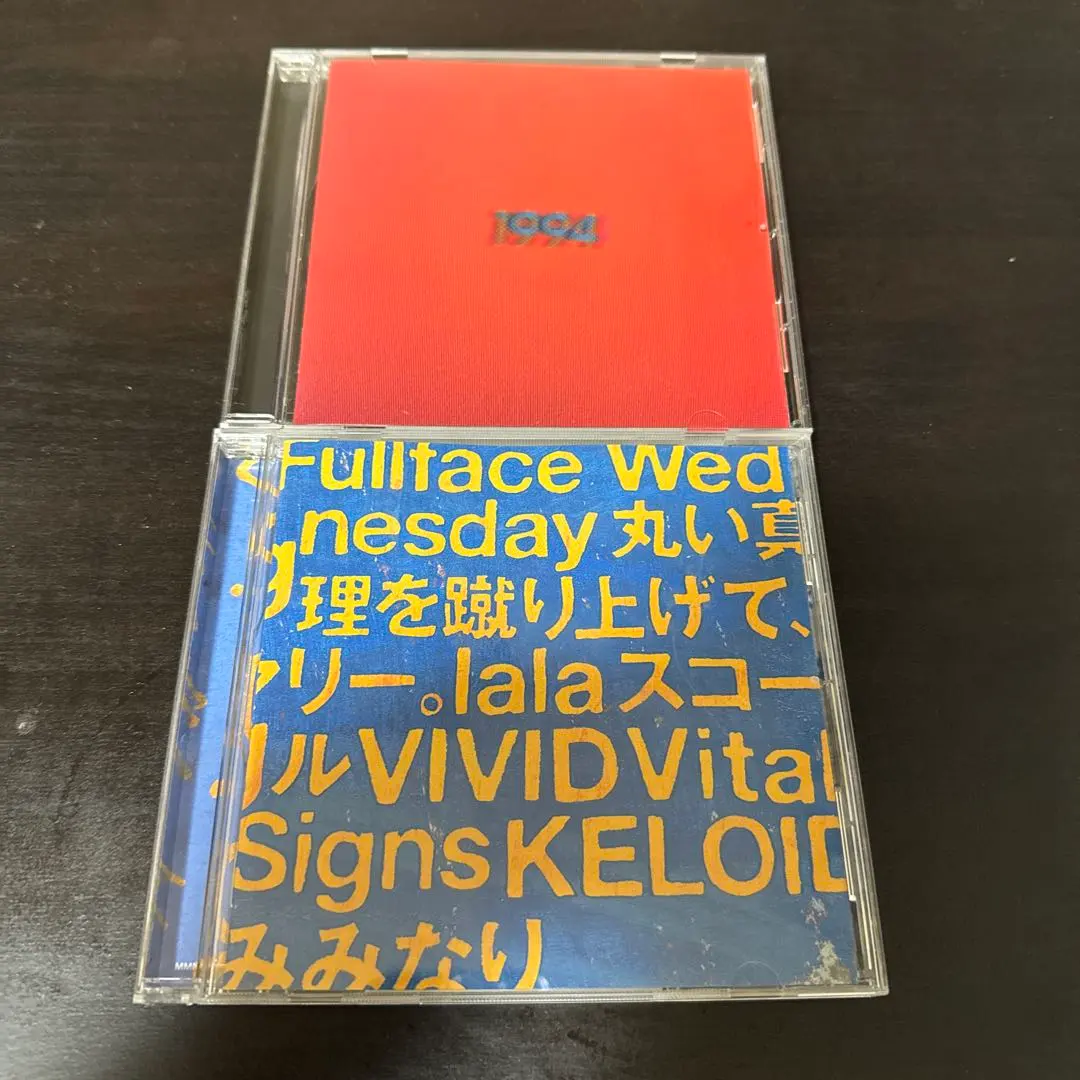 1994
Fullface Wed
nesday 丸い真
理を蹴り上げて、
リー。lalaスコー
ルVIVIDVital
SignsKELOID
みみなり